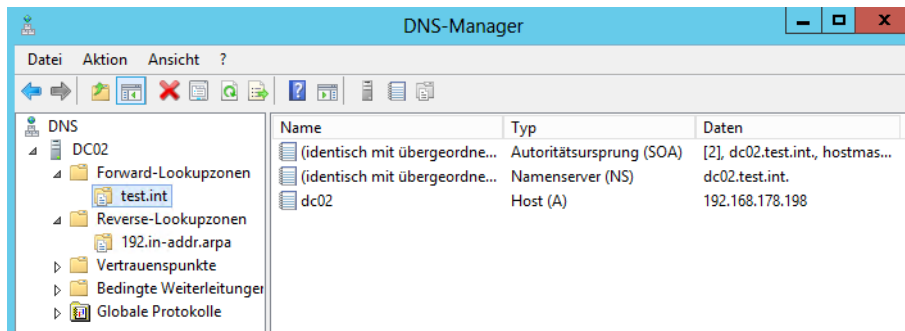 DNS-Manager
Datei Aktion Ansicht ?
DNS
DC02
Forward-Lookupzonen
test.int
Reverse-Lookupzonen
192.in-addr.arpa
Vertrauenspunkte
Bedingte Weiterleitunger
Globale Protokolle
Name Typ Daten
(identisch mit übergeordne... Autoritätsursprung (SOA) [2], dc02.test.int., hostmas...
(identisch mit übergeordne... Namenserver (NS) dc02.test.int.
dc02 Host (A) 192.168.178.198